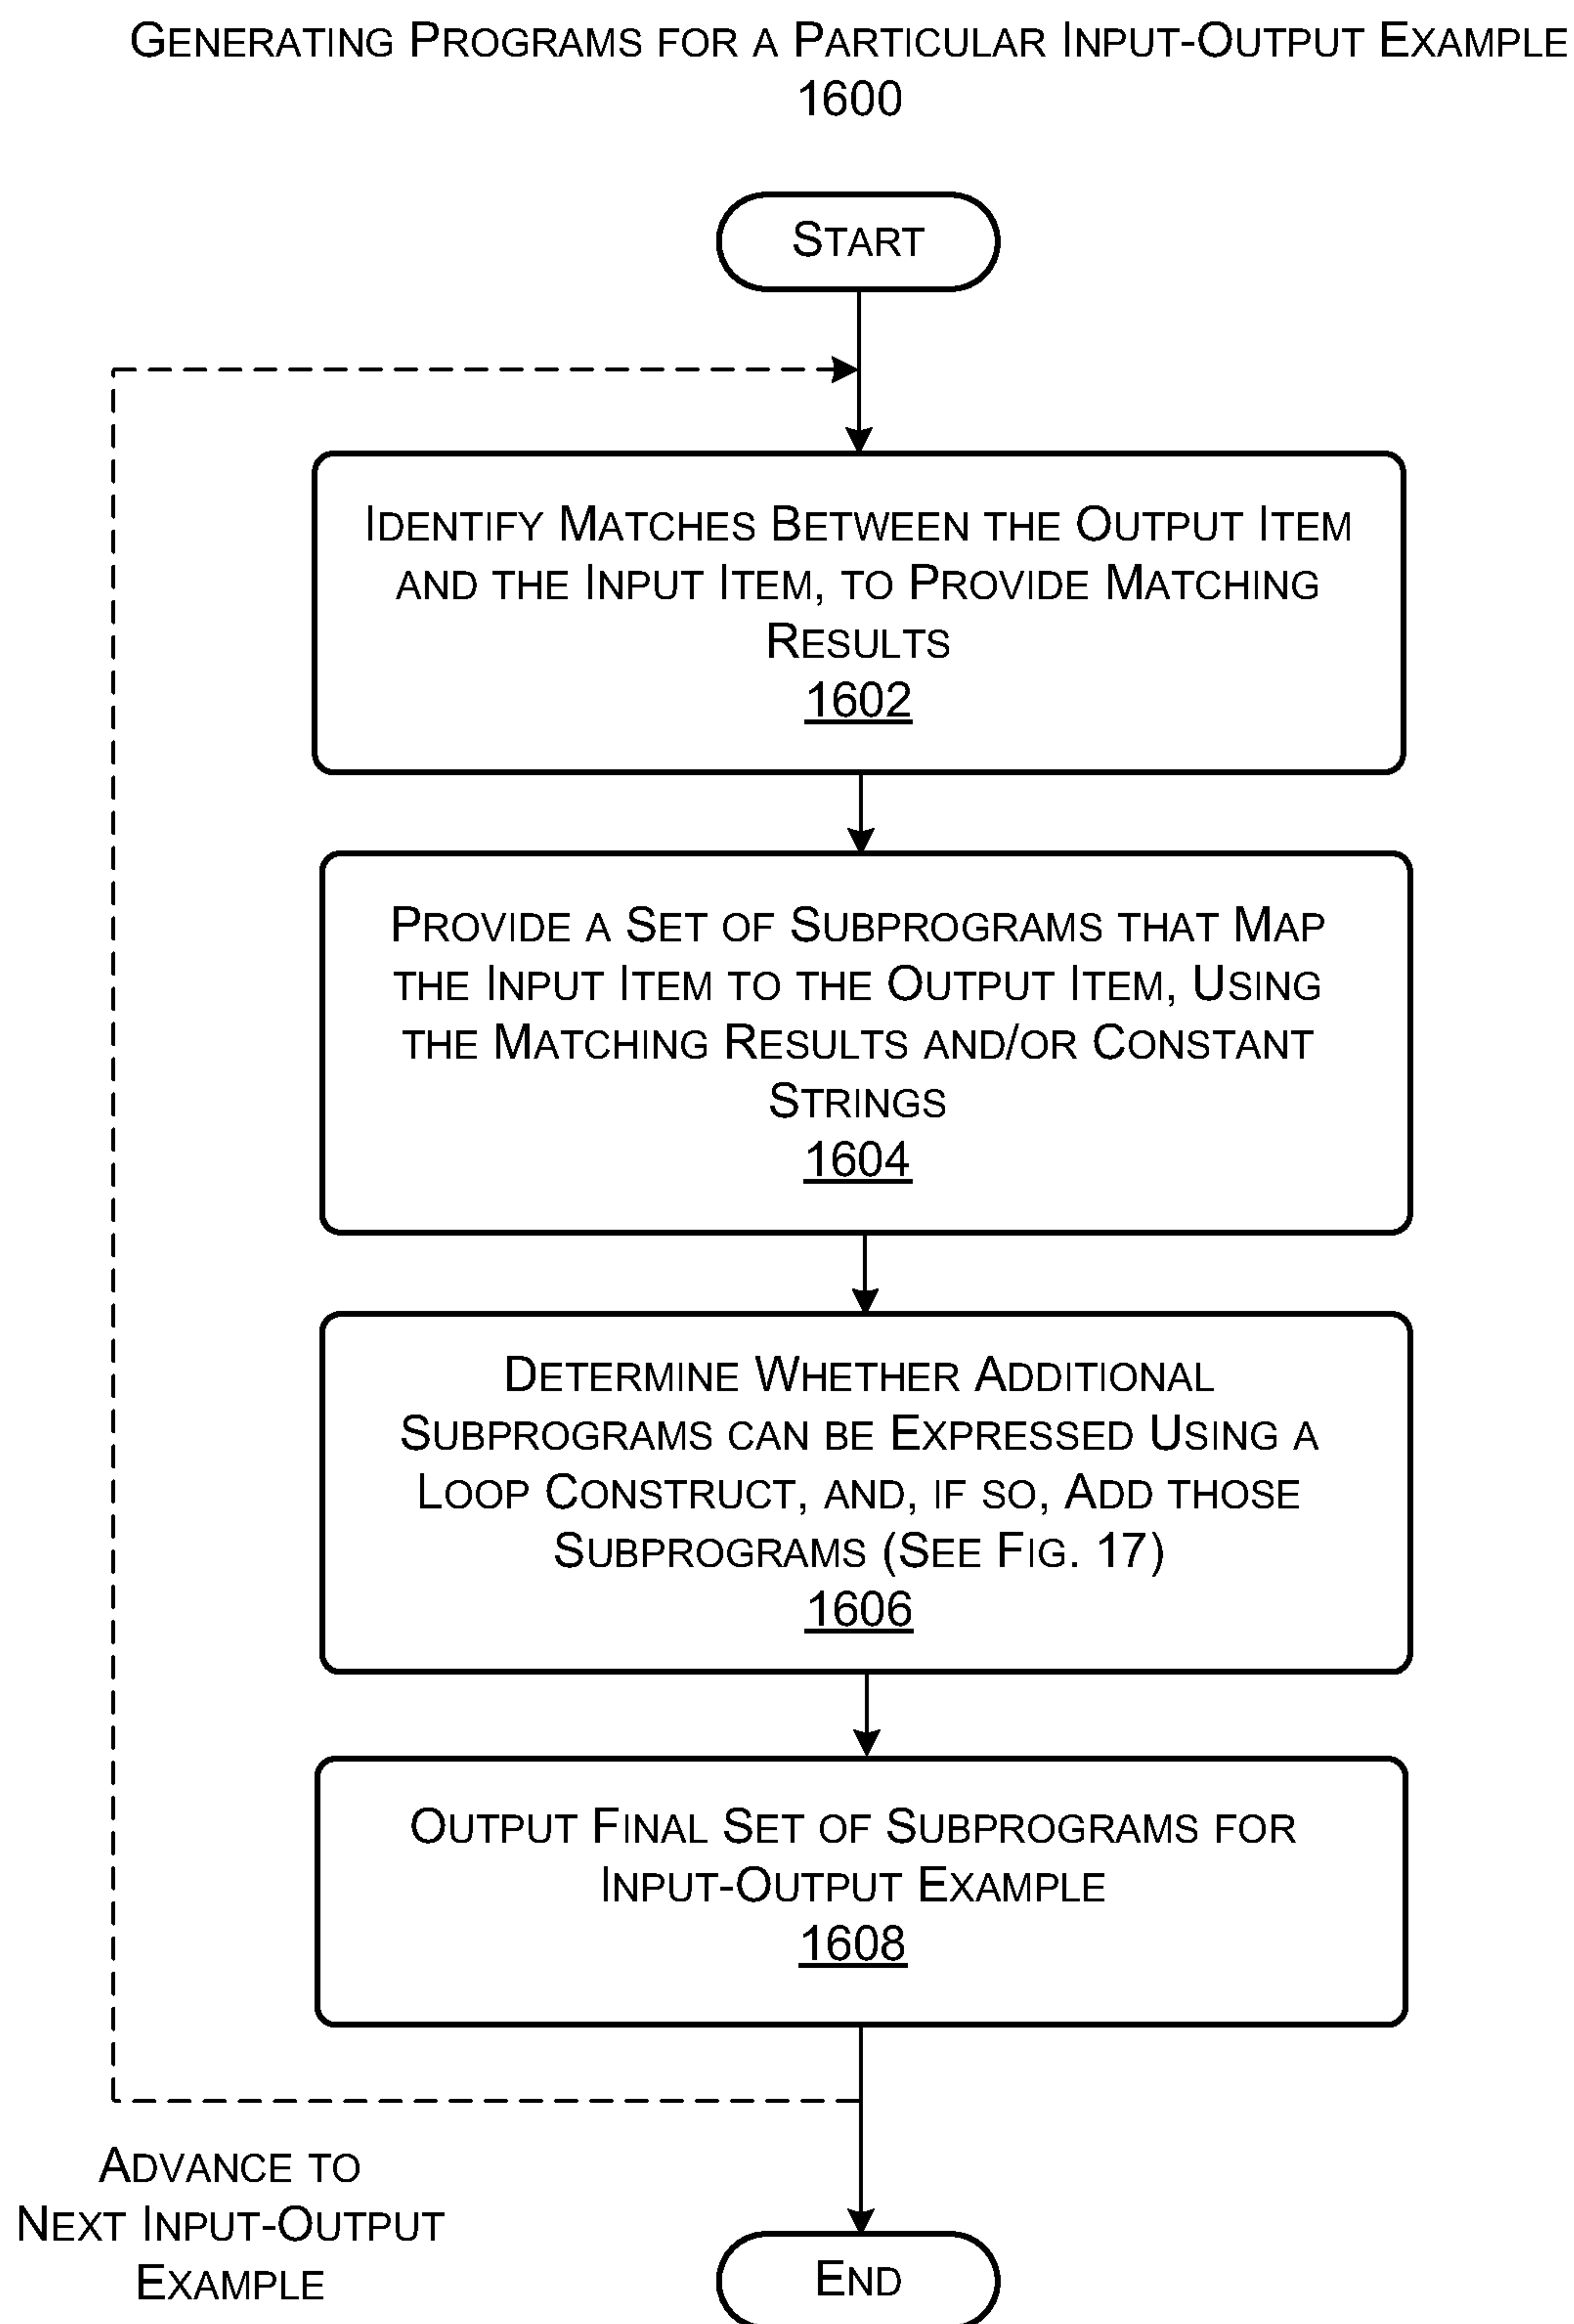 GENERATING PROGRAMS FOR A PARTICULAR INPUT-OUTPUT EXAMPLE
1600
START
IDENTIFY MATCHES BETWEEN THE OUTPUT ITEM
AND THE INPUT ITEM, TO PROVIDE MATCHING
RESULTS
1602
PROVIDE A SET OF SUBPROGRAMS THAT MAP
THE INPUT ITEM TO THE OUTPUT ITEM, USING
THE MATCHING RESULTS AND/OR CONSTANT
STRINGS
1604
DETERMINE WHETHER ADDITIONAL
SUBPROGRAMS CAN BE EXPRESSED USING A
LOOP CONSTRUCT, AND, IF SO, ADD THOSE
SUBPROGRAMS (SEE FIG. 17)
1606
OUTPUT FINAL SET OF SUBPROGRAMS FOR
INPUT-OUTPUT EXAMPLE
1608
ADVANCE TO
NEXT INPUT-OUTPUT
EXAMPLE
END